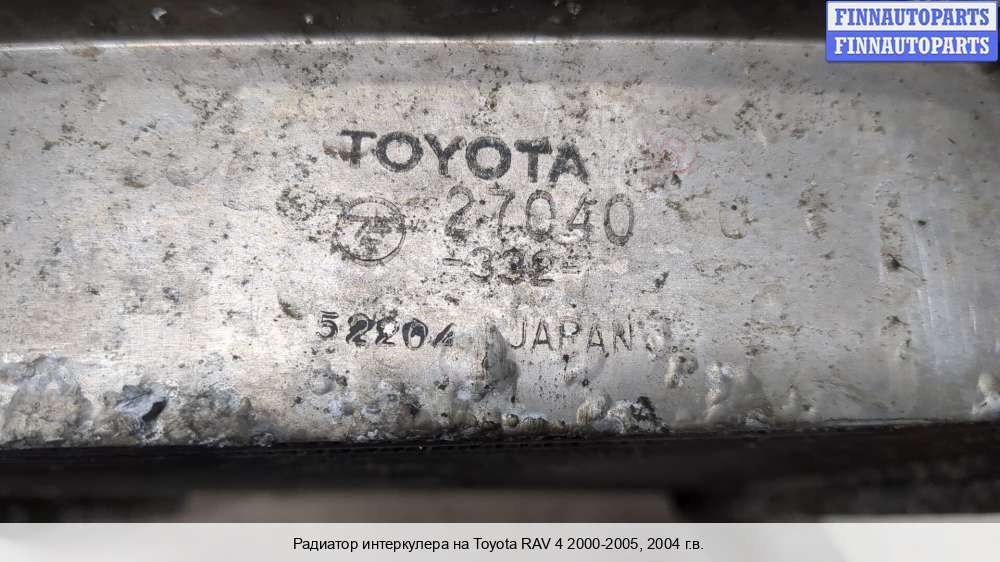 FINNAUTOPARTS
FINNAUTOPARTS
TOYOTA
27040
-332-
52204 JAPAN
Радиатор интеркулера на Toyota RAV 4 2000-2005, 2004 г.в.